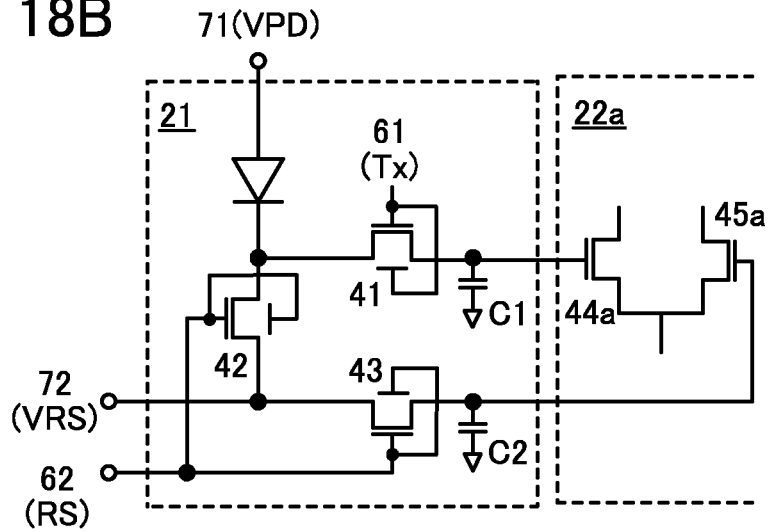 18B
71(VPD)
21
22a
61
(Tx)
45a
41
C1
44a
42
43
72
(VRS)
C2
62
(RS)